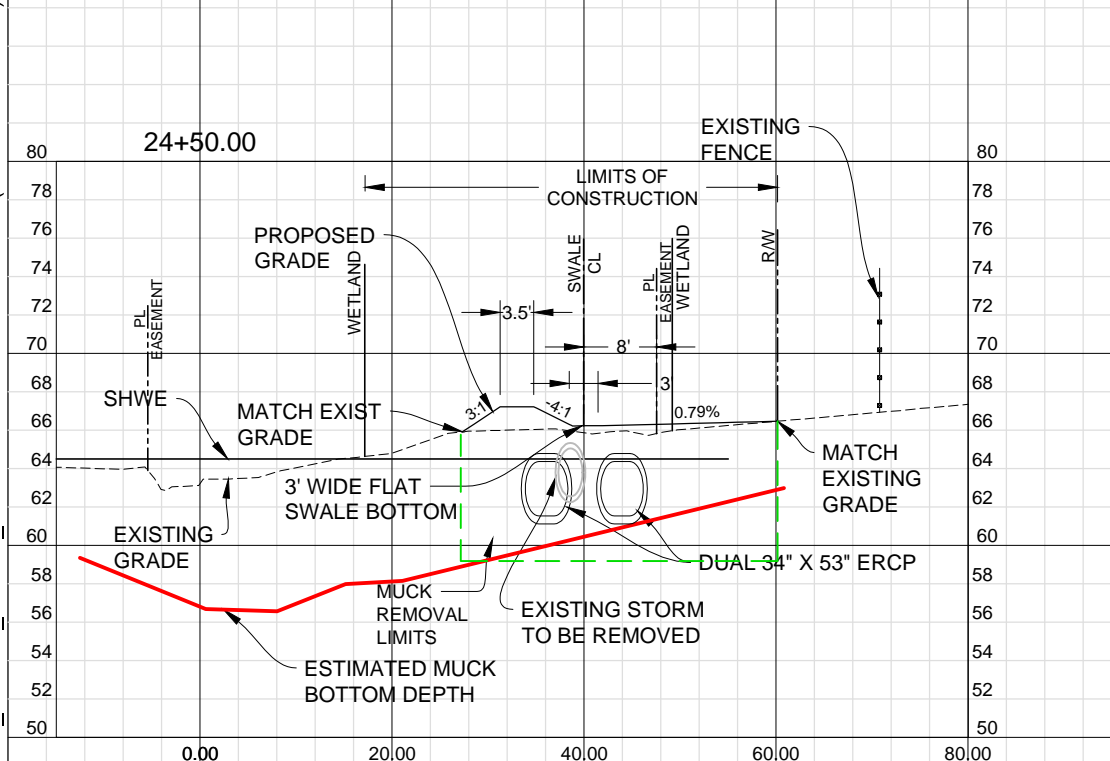 24+50.00
EXISTING
FENCE
80
80
LIMITS OF
CONSTRUCTION
78
78
76
76
PROPOSED
GRADE
WETLAND
SWALE
CL
PL
EASEMENT
WETLAND
R/W
74
74
PL
EASEMENT
72
72
3.5'
8'
70
70
3'
68
68
SHWE
MATCH EXIST
GRADE
3:1
-4:1
0.79%
66
66
64
64
MATCH
EXISTING
GRADE
3' WIDE FLAT
SWALE BOTTOM
62
62
EXISTING
GRADE
60
60
DUAL 34" X 53" ERCP
58
58
MUCK
REMOVAL
LIMITS
EXISTING STORM
TO BE REMOVED
56
56
ESTIMATED MUCK
BOTTOM DEPTH
54
54
52
52
50
50
0.00
20.00
40.00
60.00
80.00